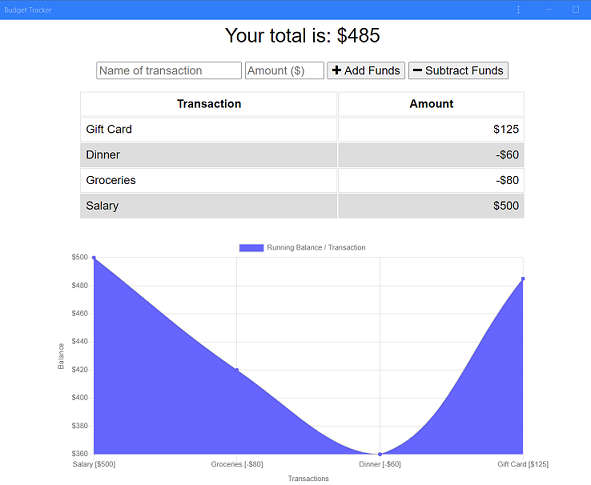 Budget Tracker
Your total is: $485
Name of transaction Amount ($) + Add Funds − Subtract Funds
Transaction Amount
Gift Card $125
Dinner -$60
Groceries -$80
Salary $500
Running Balance / Transaction
$500
$480
$460
$440
$420
$400
$380
$360
Balance
Salary [$500] Groceries [-$80] Dinner [-$60] Gift Card [$125]
Transactions